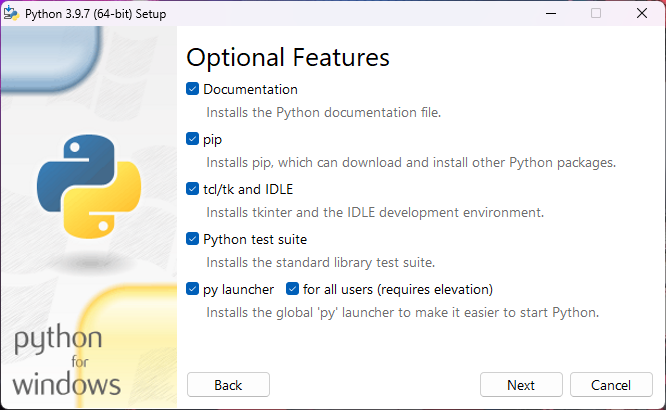 Python 3.9.7 (64-bit) Setup
Optional Features
Documentation
Installs the Python documentation file.
pip
Installs pip, which can download and install other Python packages.
tcl/tk and IDLE
Installs tkinter and the IDLE development environment.
Python test suite
Installs the standard library test suite.
py launcher for all users (requires elevation)
Installs the global 'py' launcher to make it easier to start Python.
python
for
windows
Back Next Cancel